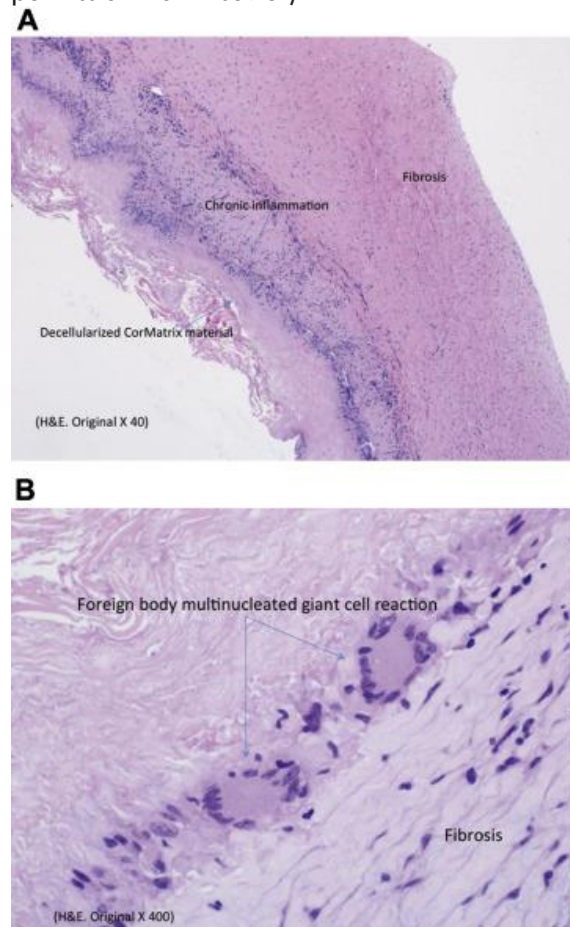 A
Fibrosis
Chronic inflammation
Decellularized CorMatrix material
(H&E. Original X 40)
B
Foreign body multinucleated giant cell reaction
Fibrosis
(H&E. Original X 400)